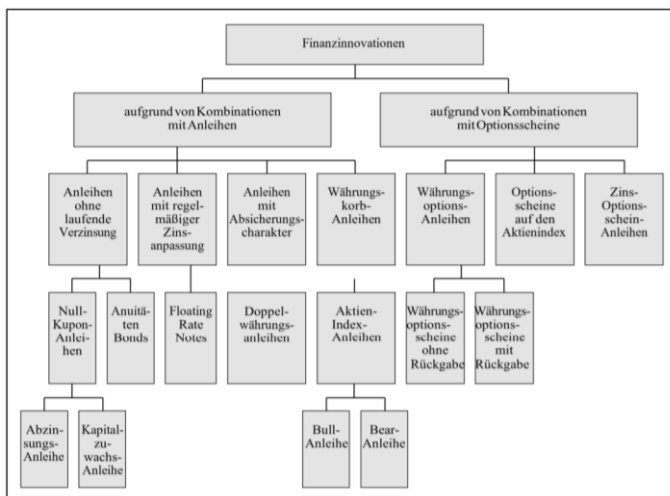 Finanzinnovationen
aufgrund von Kombinationen
mit Anleihen
aufgrund von Kombinationen
mit Optionsscheine
Anleihen
ohne
laufende
Verzinsung
Anleihen
mit regel-
mäßiger
Zins-
anpassung
Anleihen
mit
Absicherungs-
charakter
Währungs-
korb-
Anleihen
Währungs-
options-
Anleihen
Options-
scheine
auf den
Aktienindex
Zins-
Options-
schein-
Anleihen
Null-
Kupon-
Anlei-
hen
Anuitä-
ten
Bonds
Floating
Rate
Notes
Doppel-
währungs-
anleihen
Aktien-
Index-
Anleihen
Währungs-
options-
scheine
ohne
Rückgabe
Währungs-
options-
scheine
mit
Rückgabe
Abzin-
sungs-
Anleihe
Kapital-
zu-
wachs-
Anleihe
Bull-
Anleihe
Bear-
Anleihe